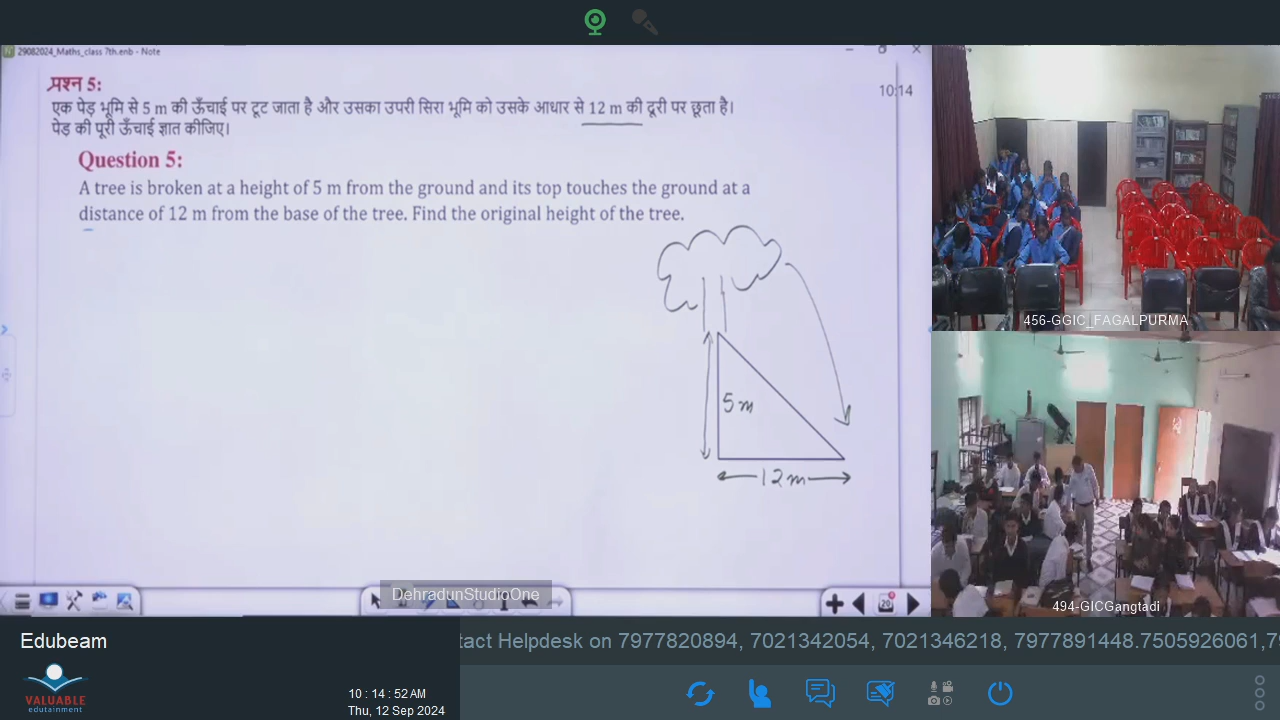 29082024_Maths_class 7th.enb - Note
प्रश्न 5:
10:14
एक पेड़ भूमि से 5 m की ऊँचाई पर टूट जाता है और उसका उपरी सिरा भूमि को उसके आधार से 12 m की दूरी पर छूता है।
पेड़ की पूरी ऊँचाई ज्ञात कीजिए।
Question 5:
A tree is broken at a height of 5 m from the ground and its top touches the ground at a
distance of 12 m from the base of the tree. Find the original height of the tree.
5 m
12 m
DehradunStudioOne
20
456-GGIC_FAGALPURMA
494-GICGangtadi
Edubeam
tact Helpdesk on 7977820894, 7021342054, 7021346218, 7977891448.7505926061,79
VALUABLE
edutainment
10 : 14 : 52 AM
Thu, 12 Sep 2024